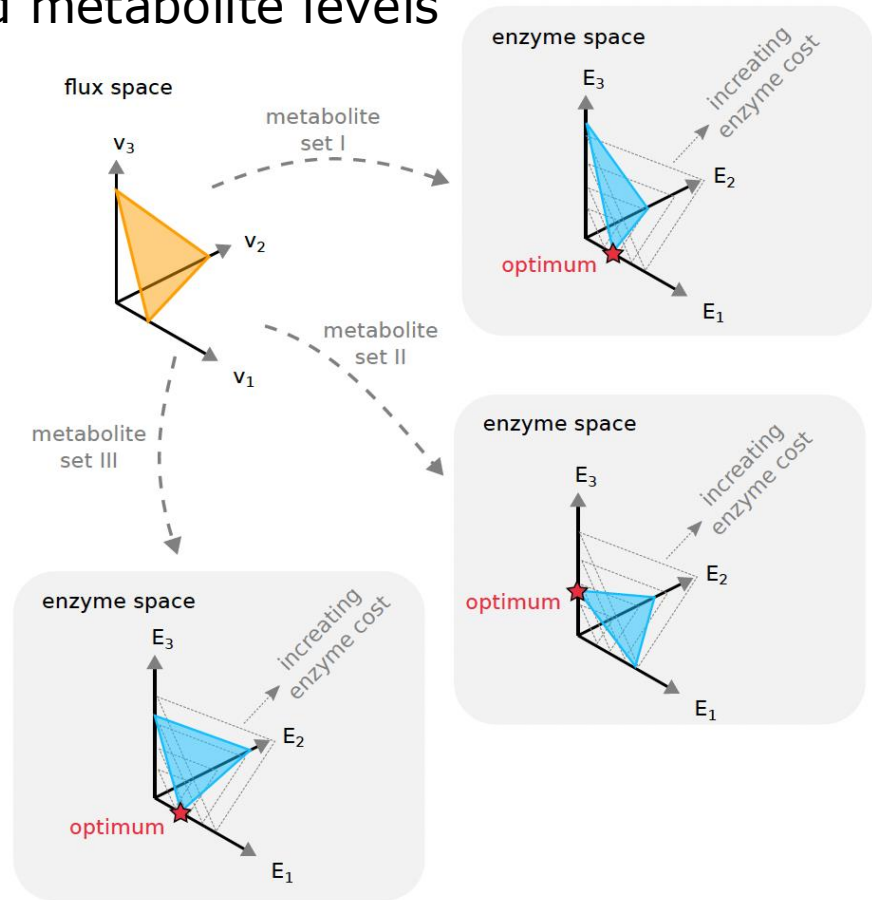 metabolite levels
flux space
v3
v2
v1
metabolite
set I
metabolite
set II
metabolite
set III
enzyme space
E3
increating
enzyme cost
E2
optimum
E1
enzyme space
E3
increating
enzyme cost
E2
optimum
E1
enzyme space
E3
increating
enzyme cost
E2
optimum
E1